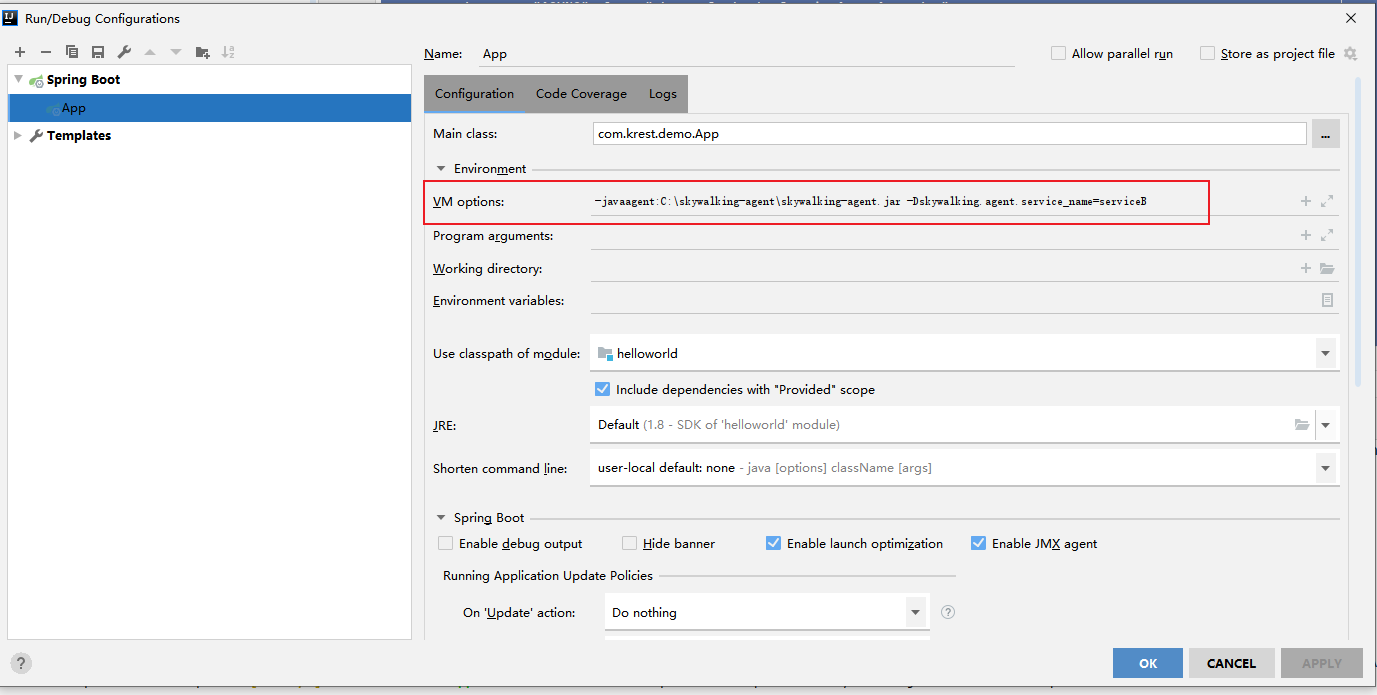 Run/Debug Configurations
Spring Boot
App
Templates
Name: App
Allow parallel run
Store as project file
Configuration Code Coverage Logs
Main class: com.krest.demo.App
...
Environment
VM options: -javaagent:C:\skywalking-agent\skywalking-agent.jar -Dskywalking.agent.service_name=serviceB
Program arguments:
Working directory:
Environment variables:
Use classpath of module: helloworld
Include dependencies with "Provided" scope
JRE: Default (1.8 - SDK of 'helloworld' module)
Shorten command line: user-local default: none - java [options] className [args]
Spring Boot
Enable debug output Hide banner Enable launch optimization Enable JMX agent
Running Application Update Policies
On 'Update' action: Do nothing
?
?
OK CANCEL APPLY